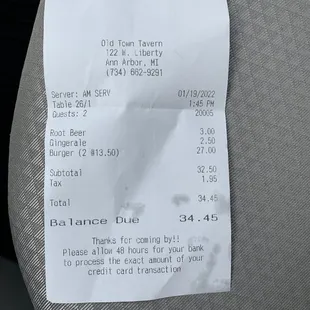 Old Town Tavern
122 W. Liberty
Ann Arbor, MI
(734) 662-9291
Server: AM SERV 01/19/2022
Table 26/1 1:45 PM
Guests: 2 20005
Root Beer 3.00
Gingerale 2.50
Burger (2 @13.50) 27.00
Subtotal 32.50
Tax 1.95
Total 34.45
Balance Due 34.45
Thanks for coming by!!
Please allow 48 hours for your bank
to process the exact amount of your
credit card transaction